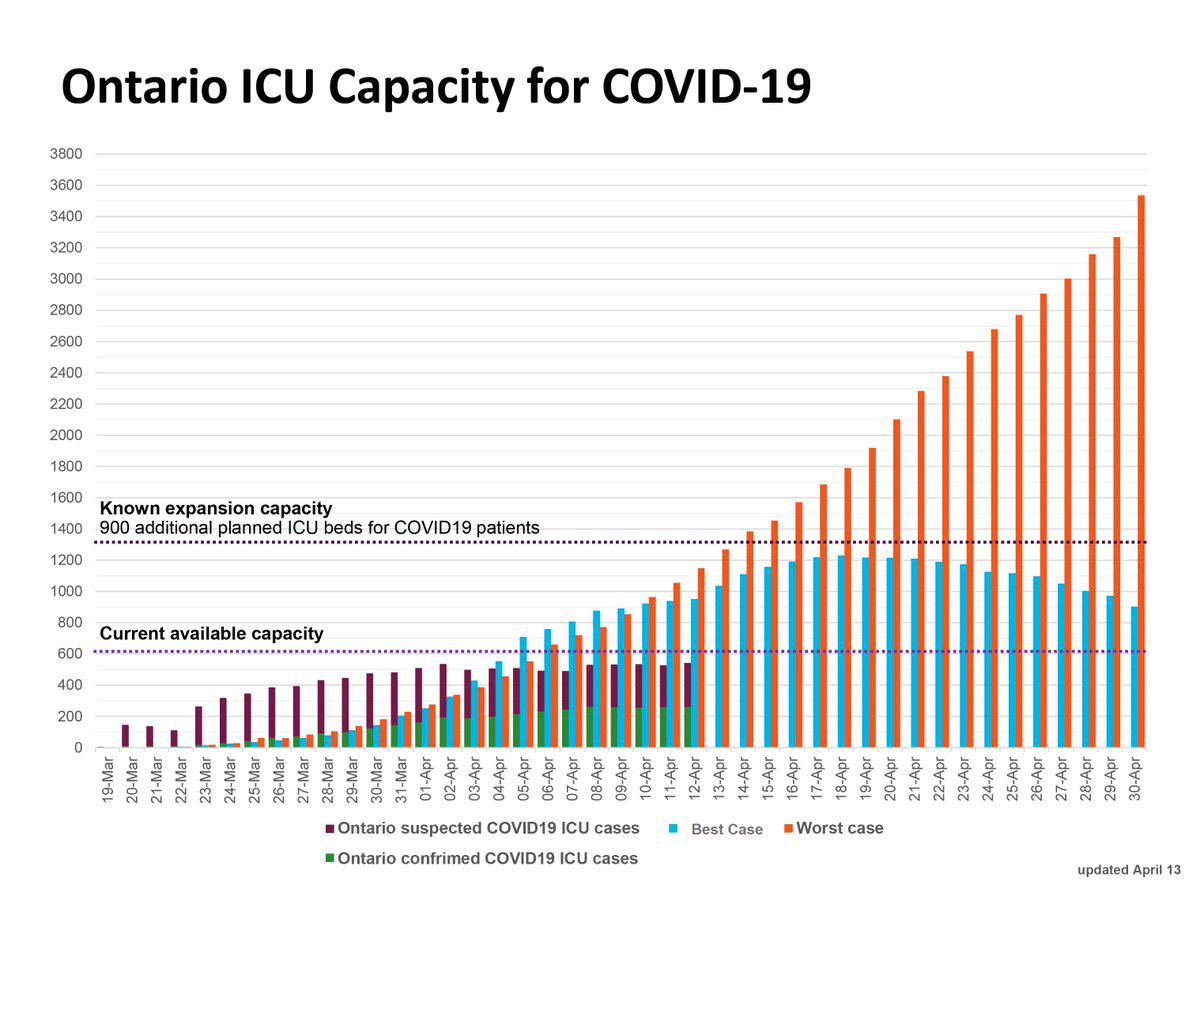 Ontario ICU Capacity for COVID-19
3800
3600
3400
3200
3000
2800
2600
2400
2200
2000
1800
1600
Known expansion capacity
900 additional planned ICU beds for COVID19 patients
1400
1200
1000
800
Current available capacity
600
400
200
0
19-Mar
20-Mar
21-Mar
22-Mar
23-Mar
24-Mar
25-Mar
26-Mar
27-Mar
28-Mar
29-Mar
30-Mar
31-Mar
01-Apr
02-Apr
03-Apr
04-Apr
05-Apr
06-Apr
07-Apr
08-Apr
09-Apr
10-Apr
11-Apr
12-Apr
13-Apr
14-Apr
15-Apr
16-Apr
17-Apr
18-Apr
19-Apr
20-Apr
21-Apr
22-Apr
23-Apr
24-Apr
25-Apr
26-Apr
27-Apr
28-Apr
29-Apr
30-Apr
Ontario suspected COVID19 ICU cases Best Case Worst case
Ontario confrimed COVID19 ICU cases
updated April 13